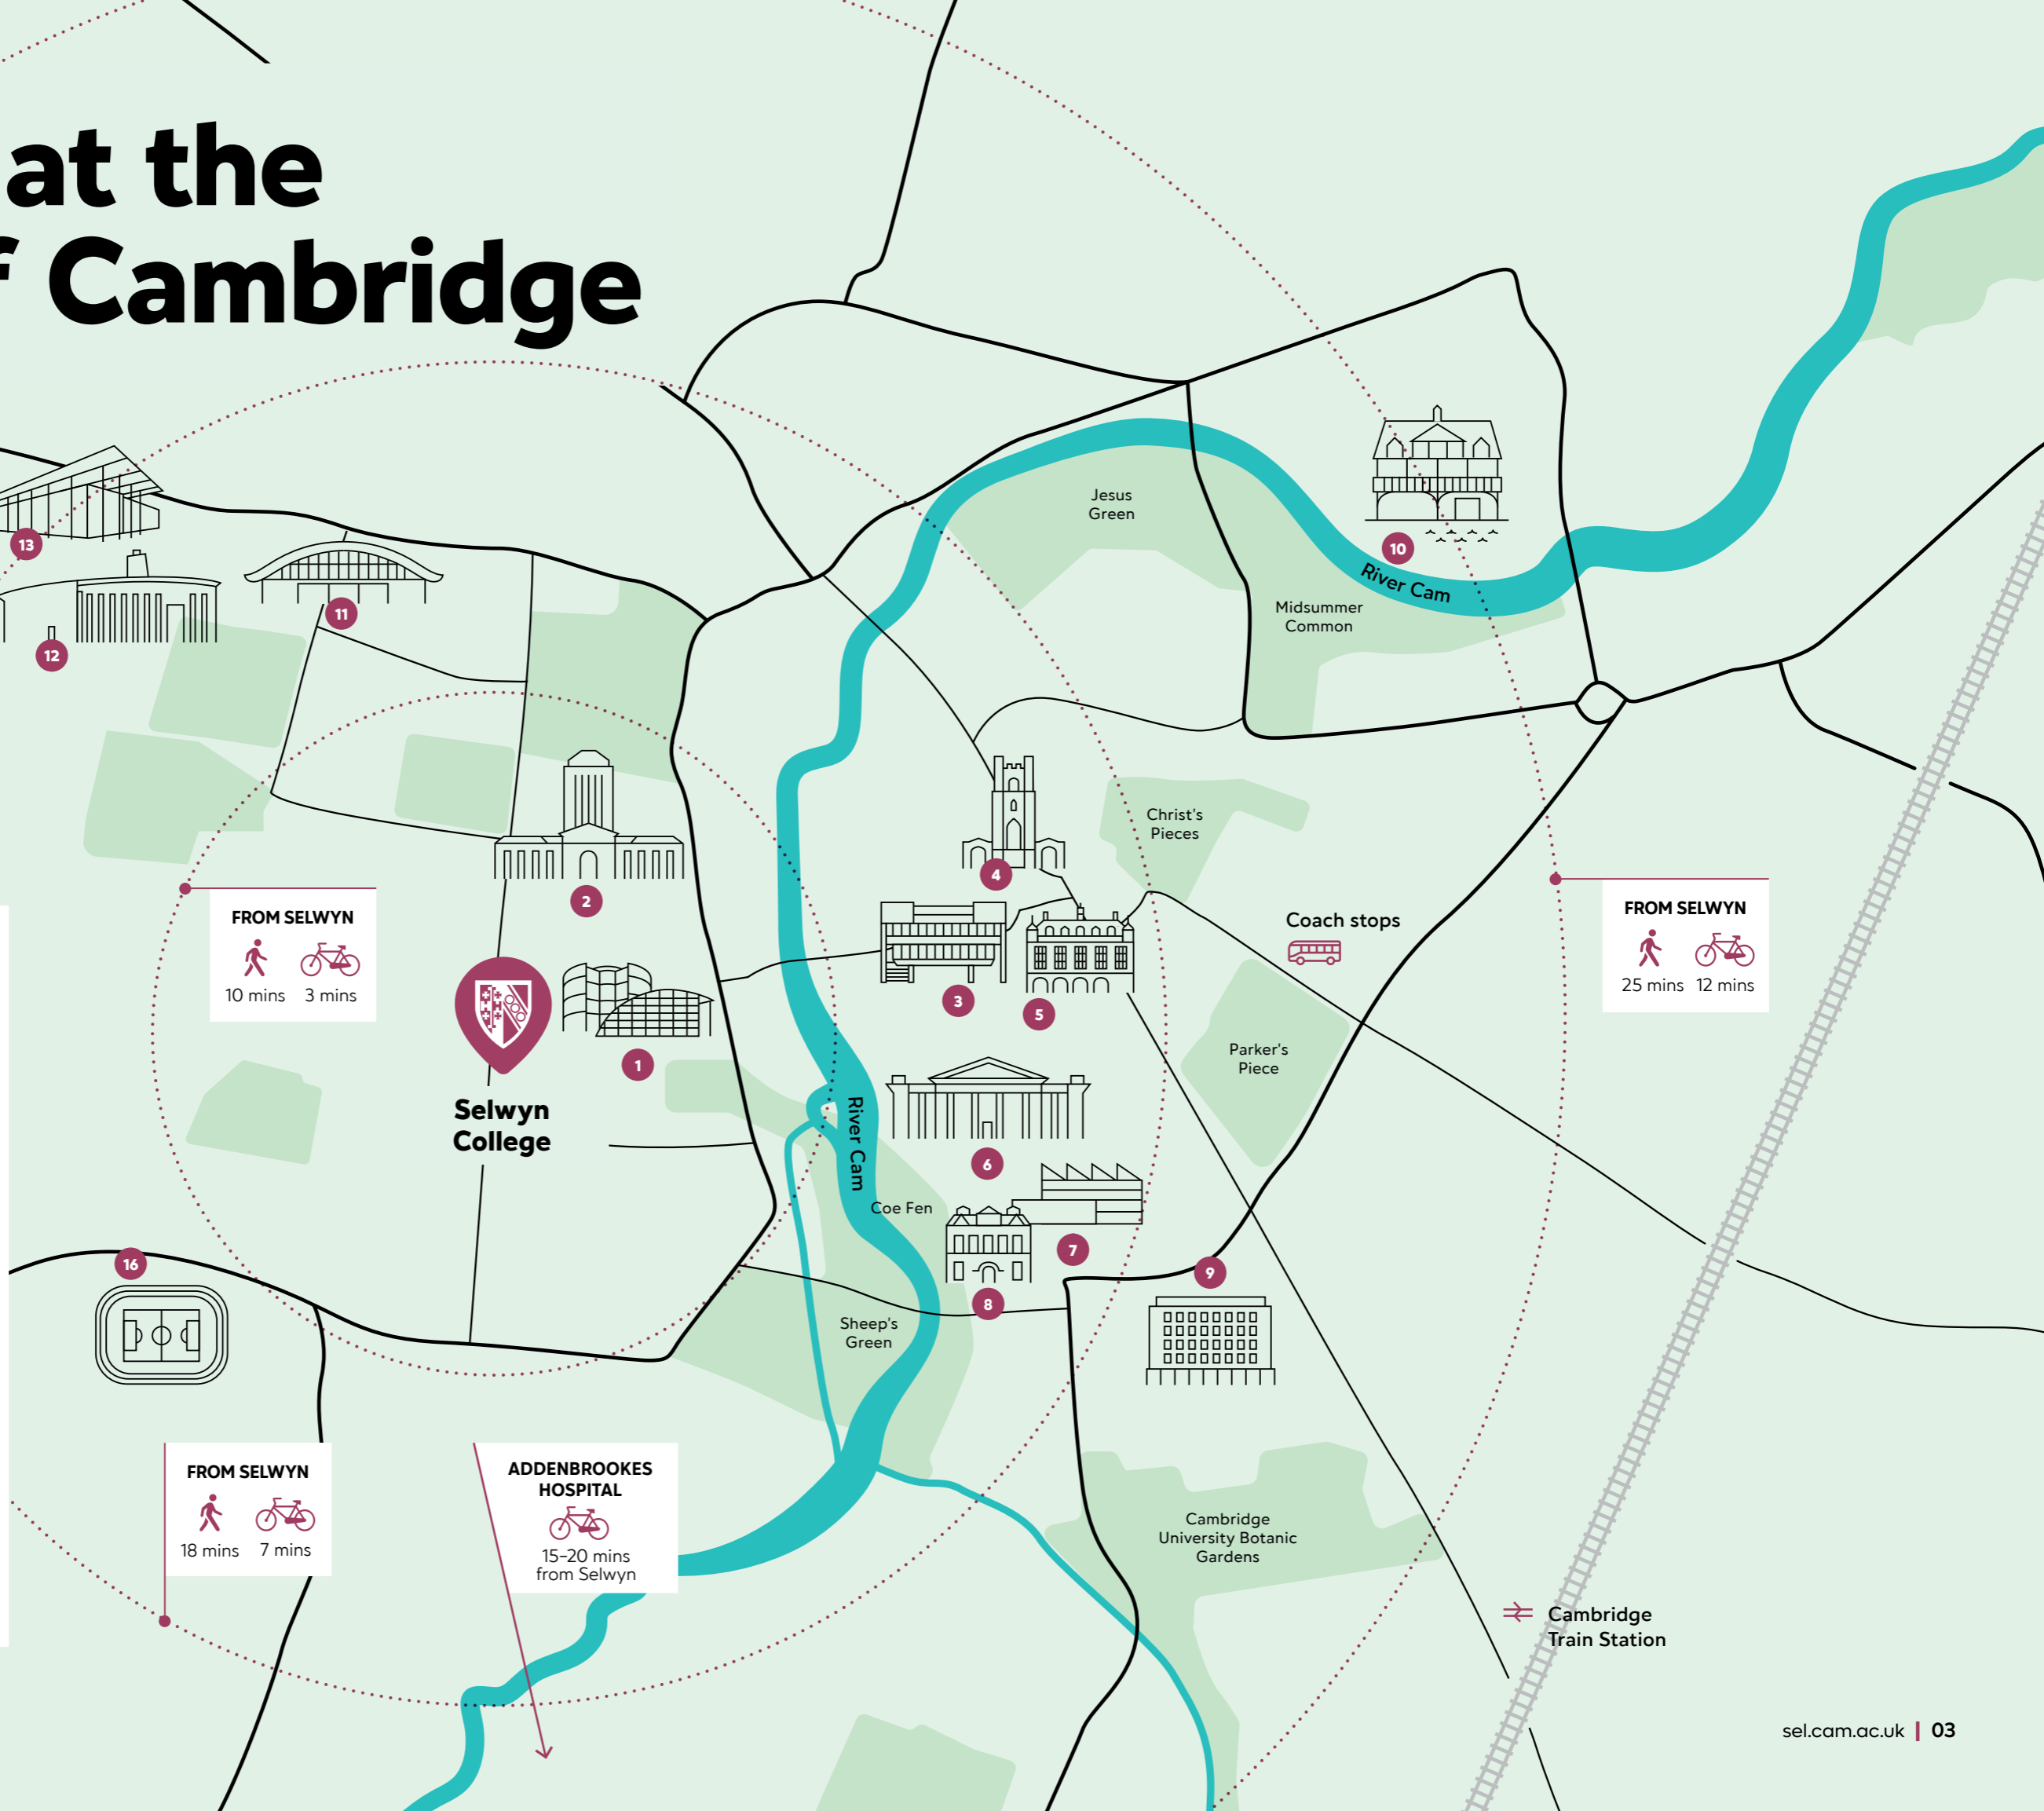 at the
f Cambridge
Jesus
Green
10
River Cam
Midsummer
Common
13
11
12
Christ's
Pieces
4
2
FROM SELWYN
10 mins 3 mins
Coach stops
FROM SELWYN
25 mins 12 mins
3
5
1
Parker's
Piece
Selwyn
College
River Cam
6
Coe Fen
7
9
16
8
Sheep's
Green
FROM SELWYN
18 mins 7 mins
ADDENBROOKES
HOSPITAL
15–20 mins
from Selwyn
Cambridge
University Botanic
Gardens
Cambridge
Train Station
sel.cam.ac.uk | 03